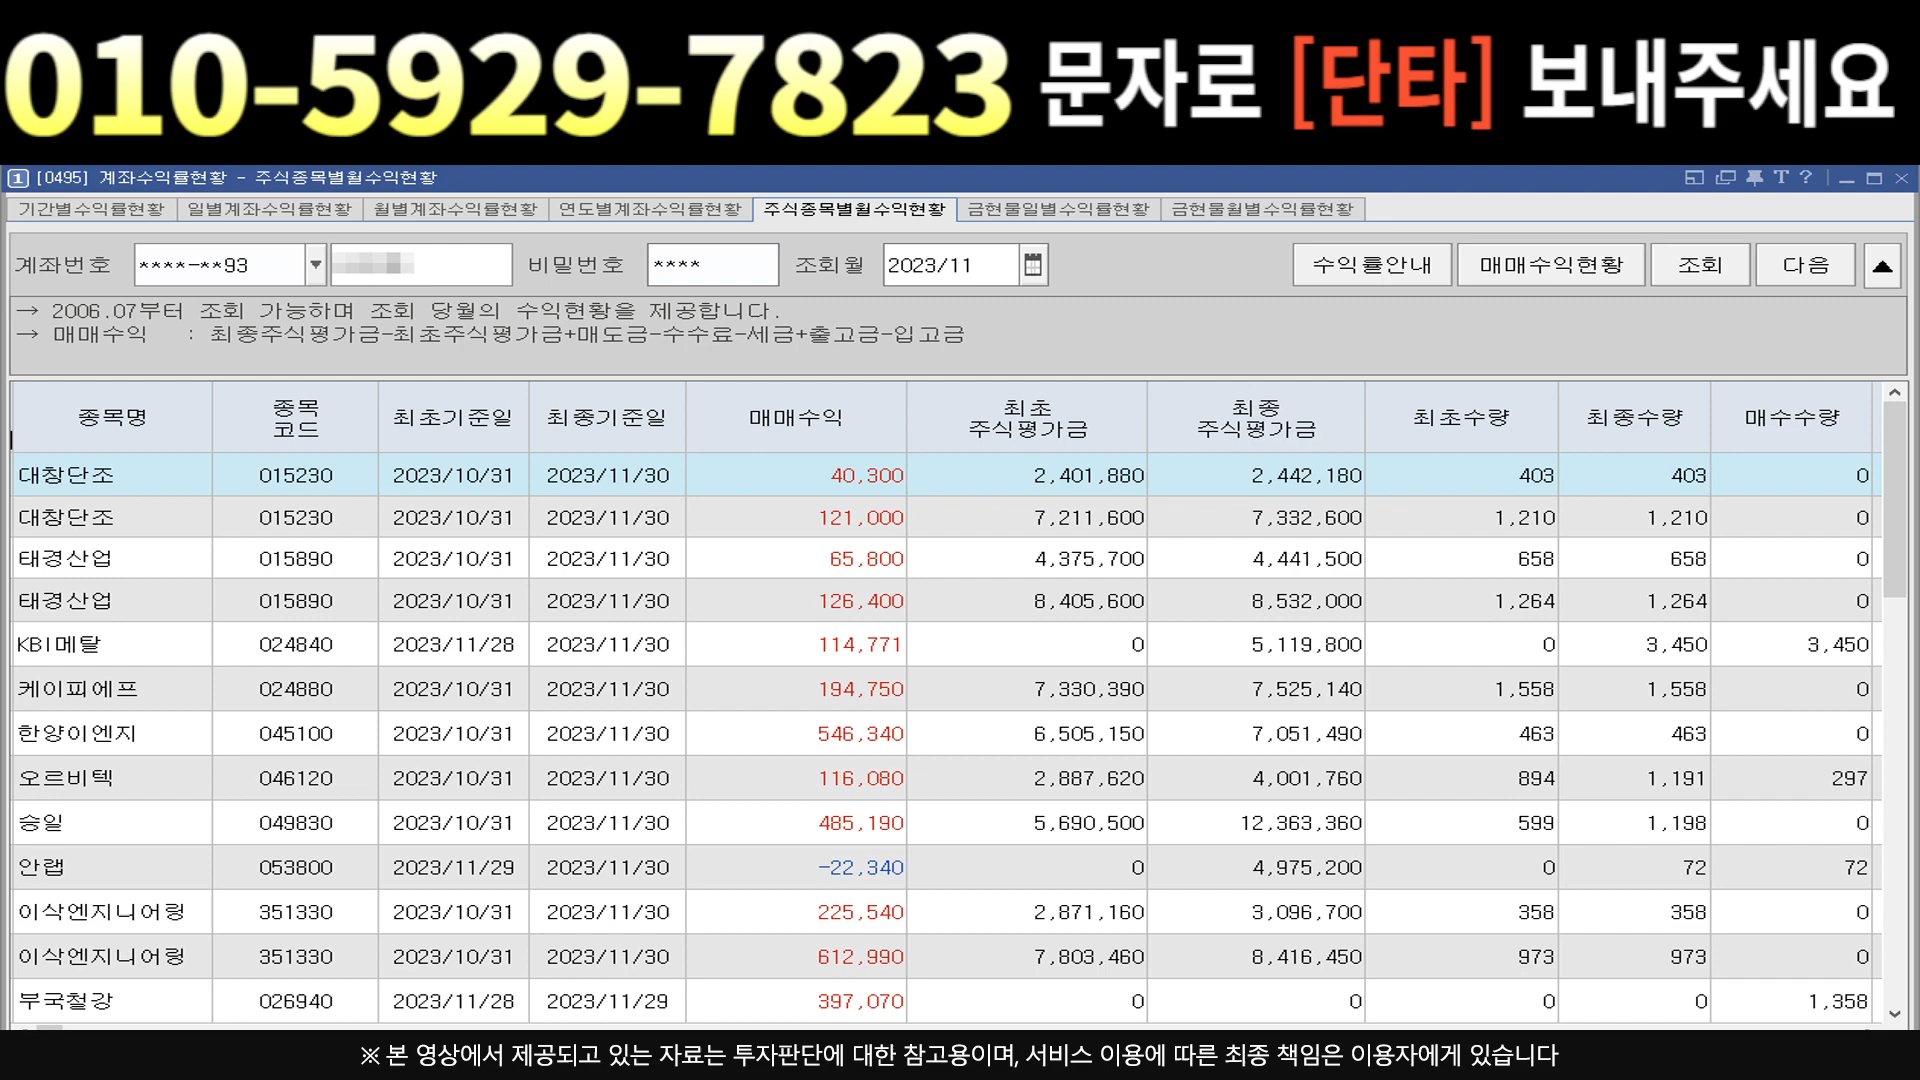 010-5929-7823 문자로 [단타] 보내주세요
1 [0495] 계좌수익률현황 - 주식종목별월수익현황
기간별수익률현황 일별계좌수익률현황 월별계좌수익률현황 연도별계좌수익률현황 주식종목별월수익현황 금현물일별수익률현황 금현물월별수익률현황
계좌번호 ****-**93 비밀번호 **** 조회월 2023/11 수익률안내 매매수익현황 조회 다음
→ 2006.07부터 조회 가능하며 조회 당월의 수익현황을 제공합니다.
→ 매매수익 : 최종주식평가금-최초주식평가금+매도금-수수료-세금+출고금-입고금
종목명 종목코드 최초기준일 최종기준일 매매수익 최초주식평가금 최종주식평가금 최초수량 최종수량 매수수량
대창단조 015230 2023/10/31 2023/11/30 40,300 2,401,880 2,442,180 403 403 0
대창단조 015230 2023/10/31 2023/11/30 121,000 7,211,600 7,332,600 1,210 1,210 0
태경산업 015890 2023/10/31 2023/11/30 65,800 4,375,700 4,441,500 658 658 0
태경산업 015890 2023/10/31 2023/11/30 126,400 8,405,600 8,532,000 1,264 1,264 0
KBI메탈 024840 2023/11/28 2023/11/30 114,771 0 5,119,800 0 3,450 3,450
케이피에프 024880 2023/10/31 2023/11/30 194,750 7,330,390 7,525,140 1,558 1,558 0
한양이엔지 045100 2023/10/31 2023/11/30 546,340 6,505,150 7,051,490 463 463 0
오르비텍 046120 2023/10/31 2023/11/30 116,080 2,887,620 4,001,760 894 1,191 297
승일 049830 2023/10/31 2023/11/30 485,190 5,690,500 12,363,360 599 1,198 0
안랩 053800 2023/11/29 2023/11/30 -22,340 0 4,975,200 0 72 72
이삭엔지니어링 351330 2023/10/31 2023/11/30 225,540 2,871,160 3,096,700 358 358 0
이삭엔지니어링 351330 2023/10/31 2023/11/30 612,990 7,803,460 8,416,450 973 973 0
부국철강 026940 2023/11/28 2023/11/29 397,070 0 0 0 0 1,358
※ 본 영상에서 제공되고 있는 자료는 투자판단에 대한 참고용이며, 서비스 이용에 따른 최종 책임은 이용자에게 있습니다